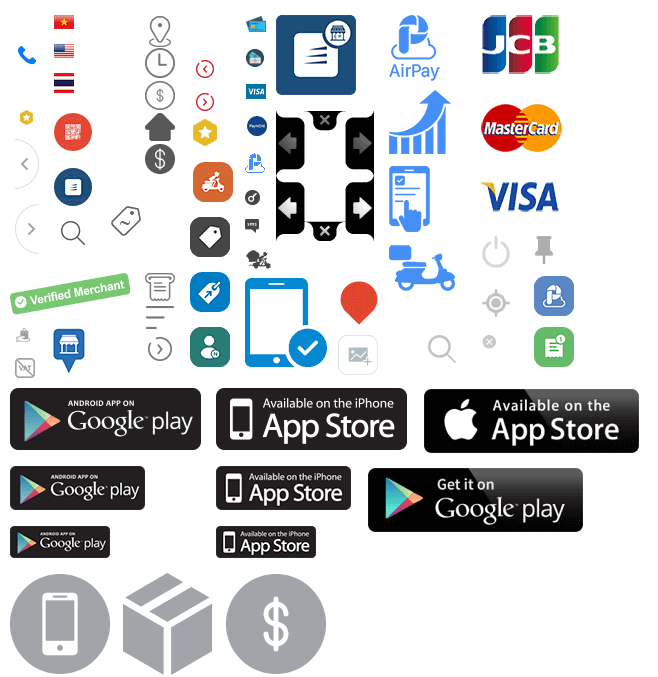 AirPay
JCB
VISA
PayNOW
MasterCard
VISA
SMS
Verified Merchant
VAT
1
ANDROID APP ON
Google play
Available on the iPhone
App Store
Available on the
App Store
ANDROID APP ON
Google play
Available on the iPhone
App Store
Get it on
Google play
ANDROID APP ON
Google play
Available on the iPhone
App Store